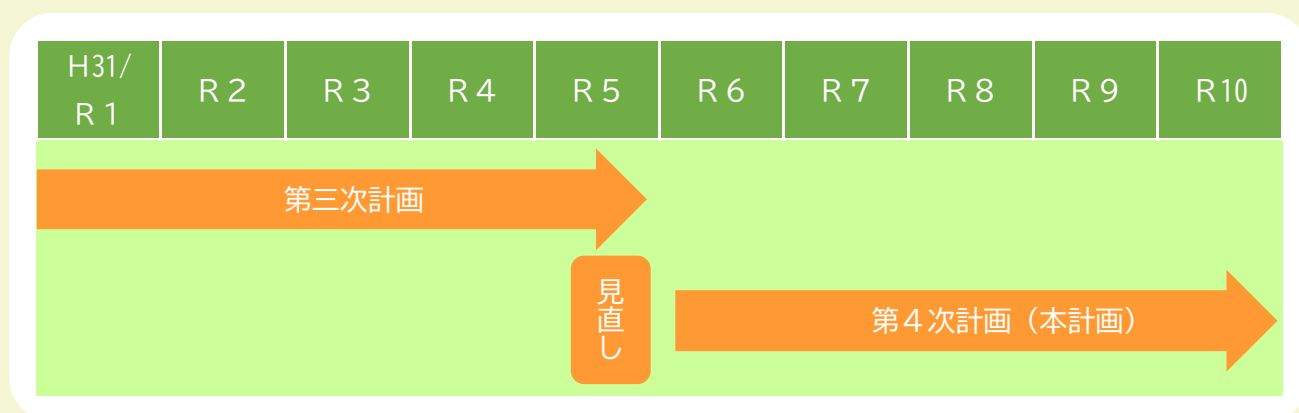 H31/
R1
R2
R3
R4
R5
R6
R7
R8
R9
R10
第三次計画
見直し
第4次計画（本計画）